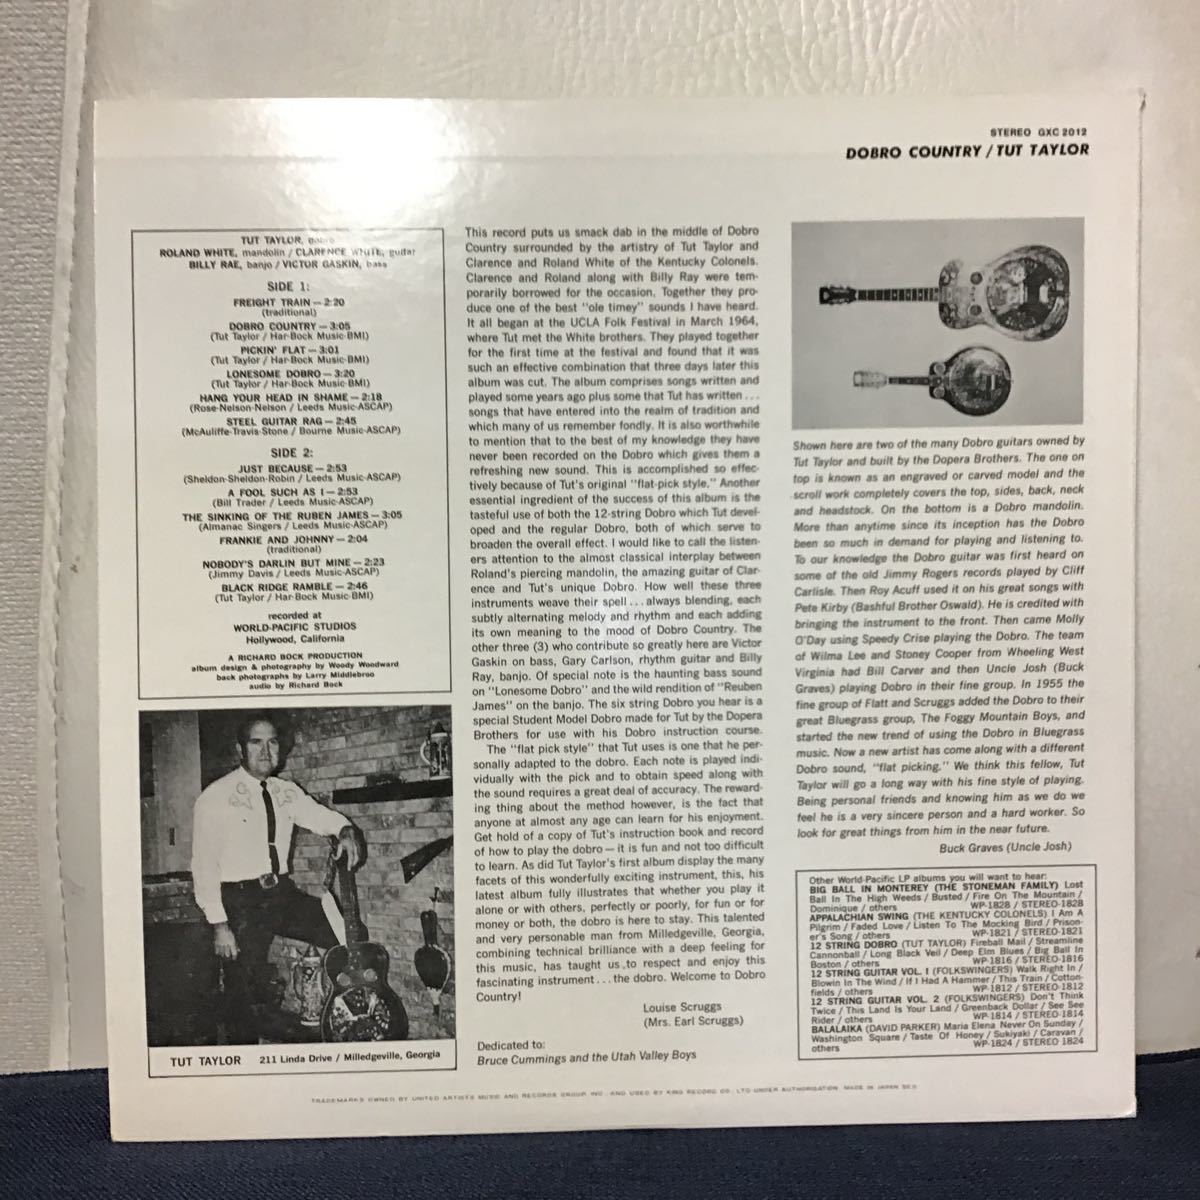 STEREO GXC 2012
DOBRO COUNTRY / TUT TAYLOR
TUT TAYLOR, dobro
ROLAND WHITE, mandolin / CLARENCE WHITE, guitar
BILLY RAE, banjo / VICTOR GASKIN, bass
SIDE 1:
FREIGHT TRAIN — 2:20
(traditional)
DOBRO COUNTRY — 3:05
(Tut Taylor / Har-Bock Music-BMI)
PICKIN' FLAT — 3:01
(Tut Taylor / Har-Bock Music-BMI)
LONESOME DOBRO — 3:20
(Tut Taylor / Har-Bock Music-BMI)
HANG YOUR HEAD IN SHAME — 2:18
(Rose-Nelson-Nelson / Leeds Music-ASCAP)
STEEL GUITAR RAG — 2:45
(McAuliffe-Travis-Stone / Bourne Music-ASCAP)
SIDE 2:
JUST BECAUSE — 2:53
(Sheldon-Sheldon-Robin / Leeds Music-ASCAP)
A FOOL SUCH AS I — 2:53
(Bill Trader / Leeds Music-ASCAP)
THE SINKING OF THE RUBEN JAMES — 3:05
(Almanac Singers / Leeds Music-ASCAP)
FRANKIE AND JOHNNY — 2:04
(traditional)
NOBODY'S DARLIN BUT MINE — 2:23
(Jimmy Davis / Leeds Music-ASCAP)
BLACK RIDGE RAMBLE — 2:46
(Tut Taylor / Har-Bock Music-BMI)
recorded at
WORLD-PACIFIC STUDIOS
Hollywood, California
A RICHARD BOCK PRODUCTION
album design & photography by Woody Woodward
back photographs by Larry Middlebroo
audio by Richard Bock
TUT TAYLOR 211 Linda Drive / Milledgeville, Georgia
This record puts us smack dab in the middle of Dobro
Country surrounded by the artistry of Tut Taylor and
Clarence and Roland White of the Kentucky Colonels.
Clarence and Roland along with Billy Ray were tem-
porarily borrowed for the occasion. Together they pro-
duce one of the best "ole timey" sounds I have heard.
It all began at the UCLA Folk Festival in March 1964,
where Tut met the White brothers. They played together
for the first time at the festival and found that it was
such an effective combination that three days later this
album was cut. The album comprises songs written and
played some years ago plus some that Tut has written . . .
songs that have entered into the realm of tradition and
which many of us remember fondly. It is also worthwhile
to mention that to the best of my knowledge they have
never been recorded on the Dobro which gives them a
refreshing new sound. This is accomplished so effec-
tively because of Tut's original "flat-pick style." Another
essential ingredient of the success of this album is the
tasteful use of both the 12-string Dobro which Tut devel-
oped and the regular Dobro, both of which serve to
broaden the overall effect. I would like to call the listen-
ers attention to the almost classical interplay between
Roland's piercing mandolin, the amazing guitar of Clar-
ence and Tut's unique Dobro. How well these three
instruments weave their spell . . . always blending, each
subtly alternating melody and rhythm and each adding
its own meaning to the mood of Dobro Country. The
other three (3) who contribute so greatly here are Victor
Gaskin on bass, Gary Carlson, rhythm guitar and Billy
Ray, banjo. Of special note is the haunting bass sound
on "Lonesome Dobro" and the wild rendition of "Reuben
James" on the banjo. The six string Dobro you hear is a
special Student Model Dobro made for Tut by the Dopera
Brothers for use with his Dobro instruction course.
The "flat pick style" that Tut uses is one that he per-
sonally adapted to the dobro. Each note is played indi-
vidually with the pick and to obtain speed along with
the sound requires a great deal of accuracy. The reward-
ing thing about the method however, is the fact that
anyone at almost any age can learn for his enjoyment.
Get hold of a copy of Tut's instruction book and record
of how to play the dobro — it is fun and not too difficult
to learn. As did Tut Taylor's first album display the many
facets of this wonderfully exciting instrument, this, his
latest album fully illustrates that whether you play it
alone or with others, perfectly or poorly, for fun or for
money or both, the dobro is here to stay. This talented
and very personable man from Milledgeville, Georgia,
combining technical brilliance with a deep feeling for
this music, has taught us to respect and enjoy this
fascinating instrument . . . the dobro. Welcome to Dobro
Country!
Louise Scruggs
(Mrs. Earl Scruggs)
Dedicated to:
Bruce Cummings and the Utah Valley Boys
Shown here are two of the many Dobro guitars owned by
Tut Taylor and built by the Dopera Brothers. The one on
top is known as an engraved or carved model and the
scroll work completely covers the top, sides, back, neck
and headstock. On the bottom is a Dobro mandolin.
More than anytime since its inception has the Dobro
been so much in demand for playing and listening to.
To our knowledge the Dobro guitar was first heard on
some of the old Jimmy Rogers records played by Cliff
Carlisle. Then Roy Acuff used it on his great songs with
Pete Kirby (Bashful Brother Oswald). He is credited with
bringing the instrument to the front. Then came Molly
O'Day using Speedy Crise playing the Dobro. The team
of Wilma Lee and Stoney Cooper from Wheeling West
Virginia had Bill Carver and then Uncle Josh (Buck
Graves) playing Dobro in their fine group. In 1955 the
fine group of Flatt and Scruggs added the Dobro to their
great Bluegrass group, The Foggy Mountain Boys, and
started the new trend of using the Dobro in Bluegrass
music. Now a new artist has come along with a different
Dobro sound, "flat picking." We think this fellow, Tut
Taylor will go a long way with his fine style of playing.
Being personal friends and knowing him as we do we
feel he is a very sincere person and a hard worker. So
look for great things from him in the near future.
Buck Graves (Uncle Josh)
Other World-Pacific LP albums you will want to hear:
BIG BALL IN MONTEREY (THE STONEMAN FAMILY) Lost
Ball In The High Weeds / Busted / Fire On The Mountain /
Dominique / others WP-1828 / STEREO-1828
APPALACHIAN SWING (THE KENTUCKY COLONELS) I Am A
Pilgrim / Faded Love / Listen To The Mocking Bird / Prison-
er's Song / others WP-1821 / STEREO-1821
12 STRING DOBRO (TUT TAYLOR) Fireball Mail / Streamline
Cannonball / Long Black Veil / Deep Elm Blues / Big Ball In
Boston / others WP-1816 / STEREO-1816
12 STRING GUITAR VOL. 1 (FOLKSWINGERS) Walk Right In /
Blowin In The Wind / If I Had A Hammer / This Train / Cotton-
fields / others WP-1812 / STEREO-1812
12 STRING GUITAR VOL. 2 (FOLKSWINGERS) Don't Think
Twice / This Land Is Your Land / Greenback Dollar / See See
Rider / others WP-1814 / STEREO-1814
BALALAIKA (DAVID PARKER) Maria Elena Never On Sunday /
Washington Square / Taste Of Honey / Sukiyaki / Caravan /
others WP-1824 / STEREO 1824
TRADEMARKS OWNED BY UNITED ARTISTS MUSIC AND RECORDS GROUP, INC. AND USED BY KING RECORD CO., LTD UNDER AUTHORISATION. MADE IN JAPAN